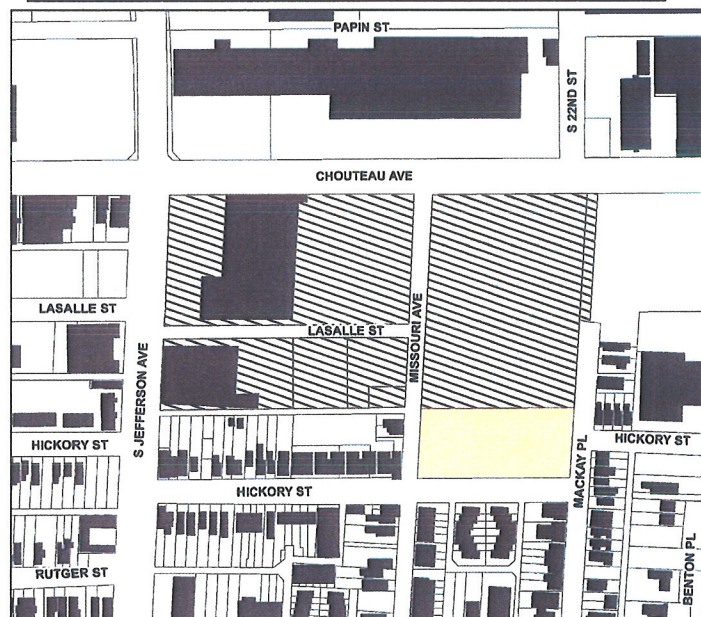 PAPIN ST
S 22ND ST
CHOUTEAU AVE
LASALLE ST
LASALLE ST
MISSOURI AVE
S JEFFERSON AVE
HICKORY ST
HICKORY ST
HICKORY ST
MACKAY PL
RUTGER ST
BENTON PL